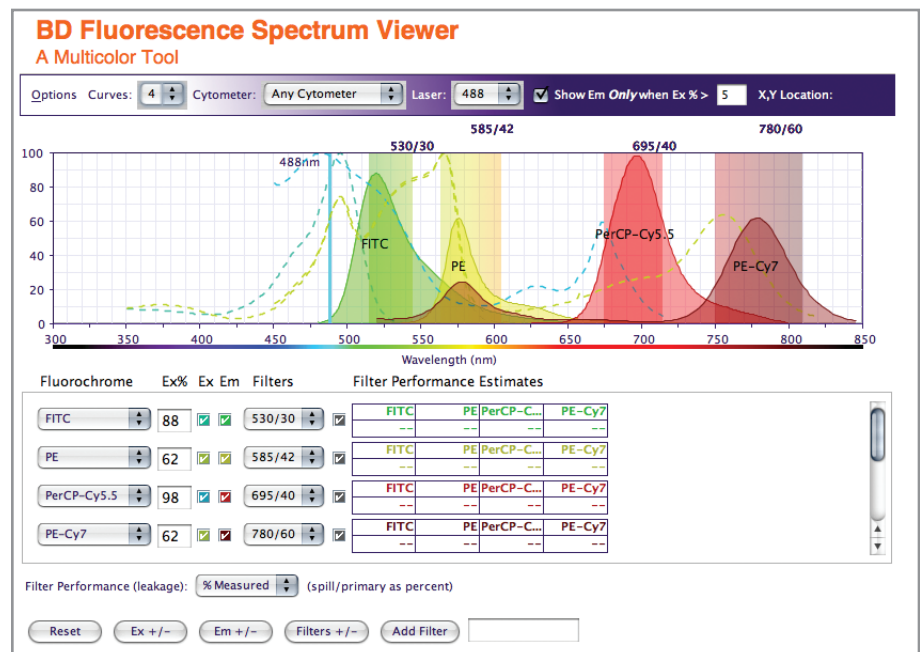 BD Fluorescence Spectrum Viewer
A Multicolor Tool
Options Curves: 4 Cytometer: Any Cytometer Laser: 488 Show Em Only when Ex % > 5 X,Y Location:
585/42 780/60
530/30 695/40
100
488nm
80
60
PerCP-Cy5.5
FITC
40
PE PE-Cy7
20
0
300 350 400 450 500 550 600 650 700 750 800 850
Wavelength (nm)
Fluorochrome Ex% Ex Em Filters Filter Performance Estimates
FITC 88 530/30 FITC PE PerCP-C... PE-Cy7
-- -- -- --
PE 62 585/42 FITC PE PerCP-C... PE-Cy7
-- -- -- --
PerCP-Cy5.5 98 695/40 FITC PE PerCP-C... PE-Cy7
-- -- -- --
PE-Cy7 62 780/60 FITC PE PerCP-C... PE-Cy7
-- -- -- --
Filter Performance (leakage): % Measured (spill/primary as percent)
Reset Ex +/- Em +/- Filters +/- Add Filter